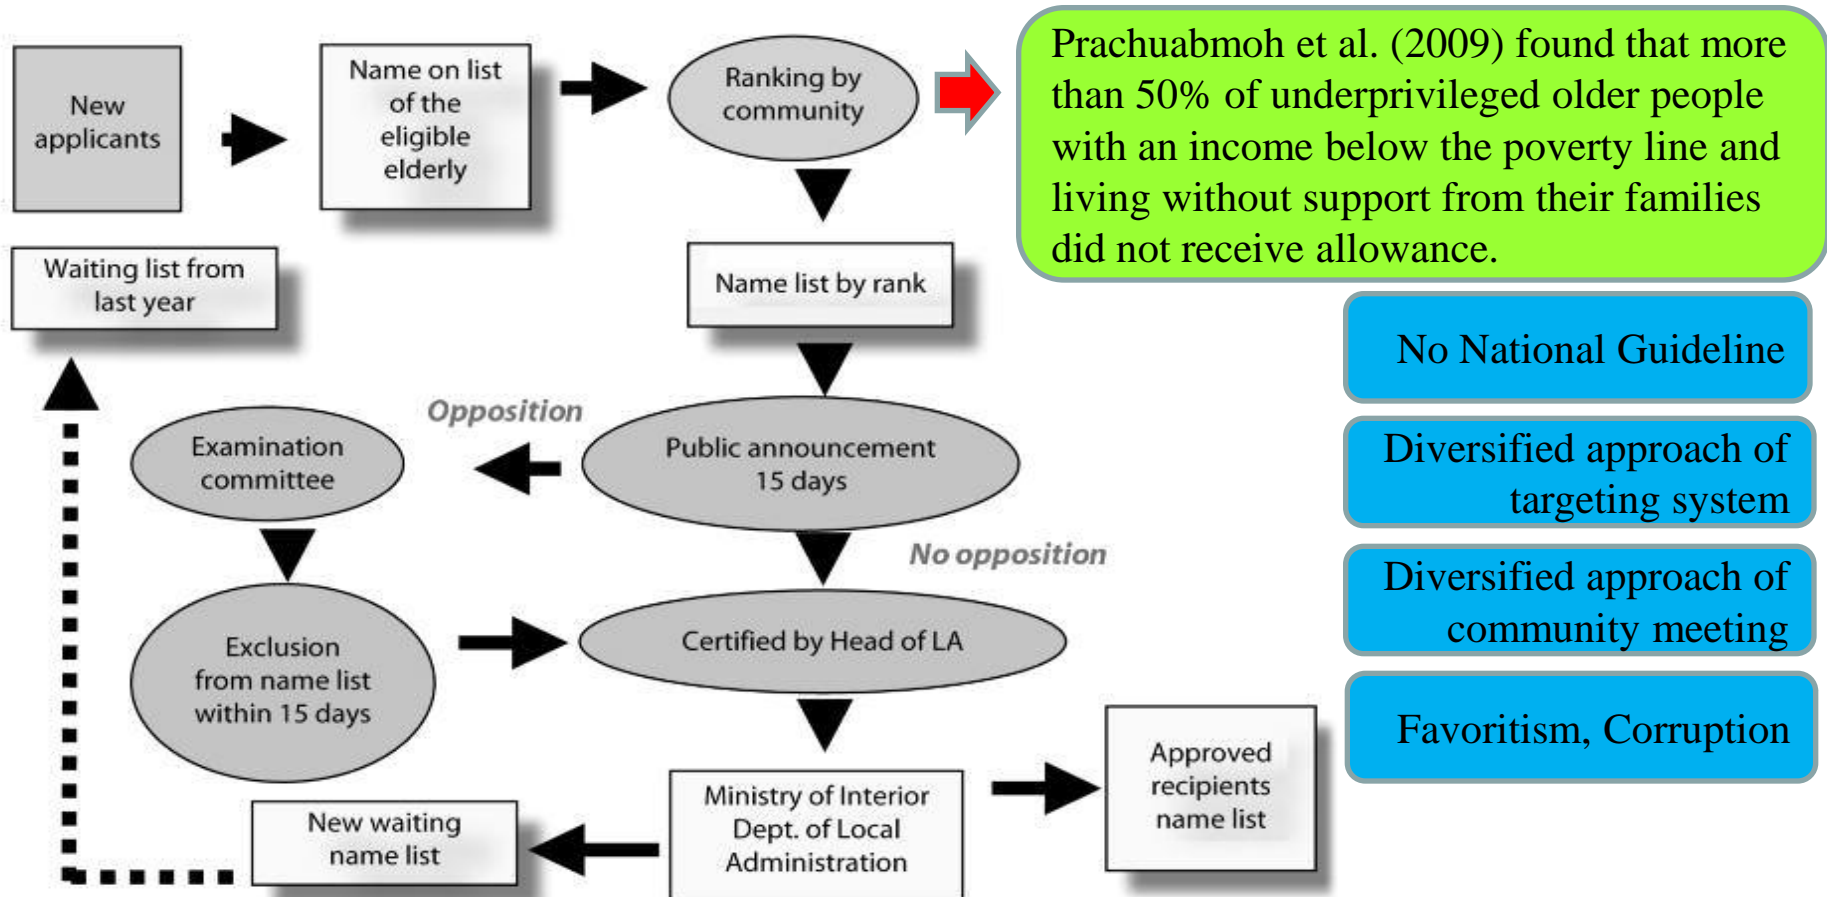 New
applicants
Name on list
of the
eligible
elderly
Ranking by
community
Prachuabmoh et al. (2009) found that more
than 50% of underprivileged older people
with an income below the poverty line and
living without support from their families
did not receive allowance.
Waiting list from
last year
Name list by rank
No National Guideline
Opposition
Examination
committee
Public announcement
15 days
Diversified approach of
targeting system
No opposition
Diversified approach of
community meeting
Exclusion
from name list
within 15 days
Certified by Head of LA
Favoritism, Corruption
New waiting
name list
Ministry of Interior
Dept. of Local
Administration
Approved
recipients
name list